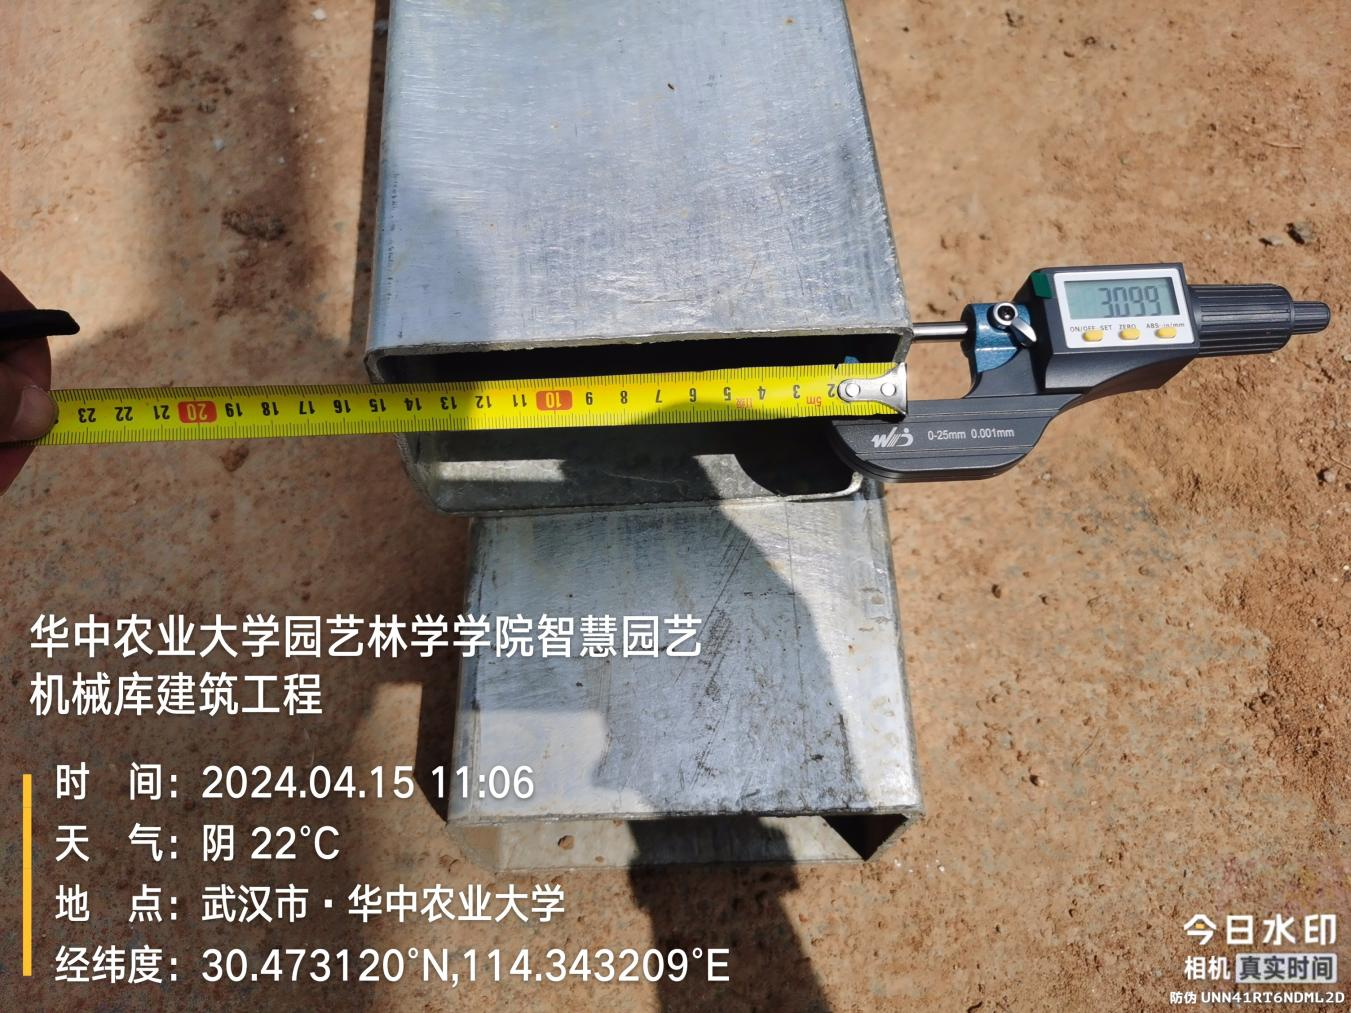 3.099
ON/OFF SET ZERO ABS in/mm
23 22 21 20 19 18 17 16 15 14 13 12 11 10 9 8 7 6 5 4 3 2
5m
0-25mm 0.001mm
华中农业大学园艺林学学院智慧园艺
机械库建筑工程
时 间：2024.04.15 11:06
天 气：阴 22°C
地 点：武汉市·华中农业大学
经纬度：30.473120°N,114.343209°E
今日水印
相机 真实时间
防伪 UNN41RT6NDML2D